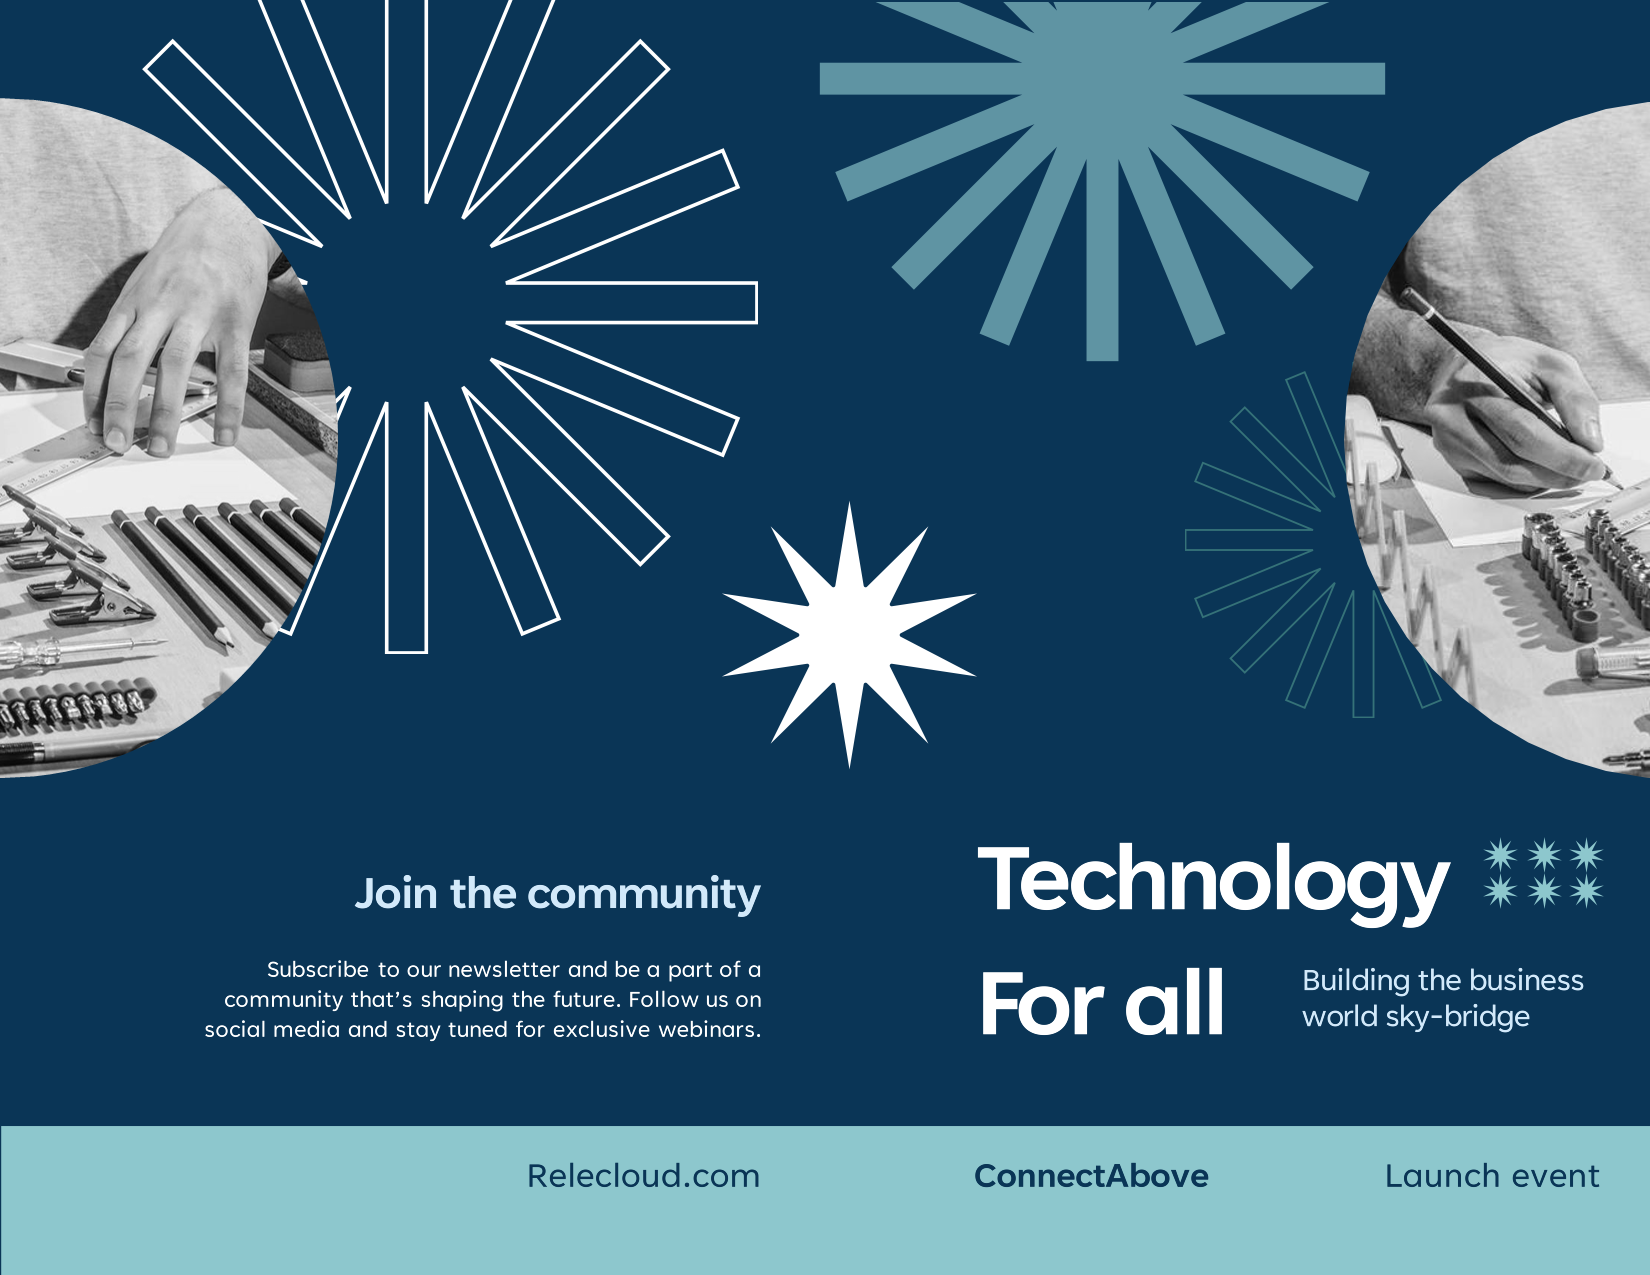 Join the community
Subscribe to our newsletter and be a part of a
community that’s shaping the future. Follow us on
social media and stay tuned for exclusive webinars.
Relecloud.com
Technology
For all
Building the business
world sky-bridge
ConnectAbove
Launch event